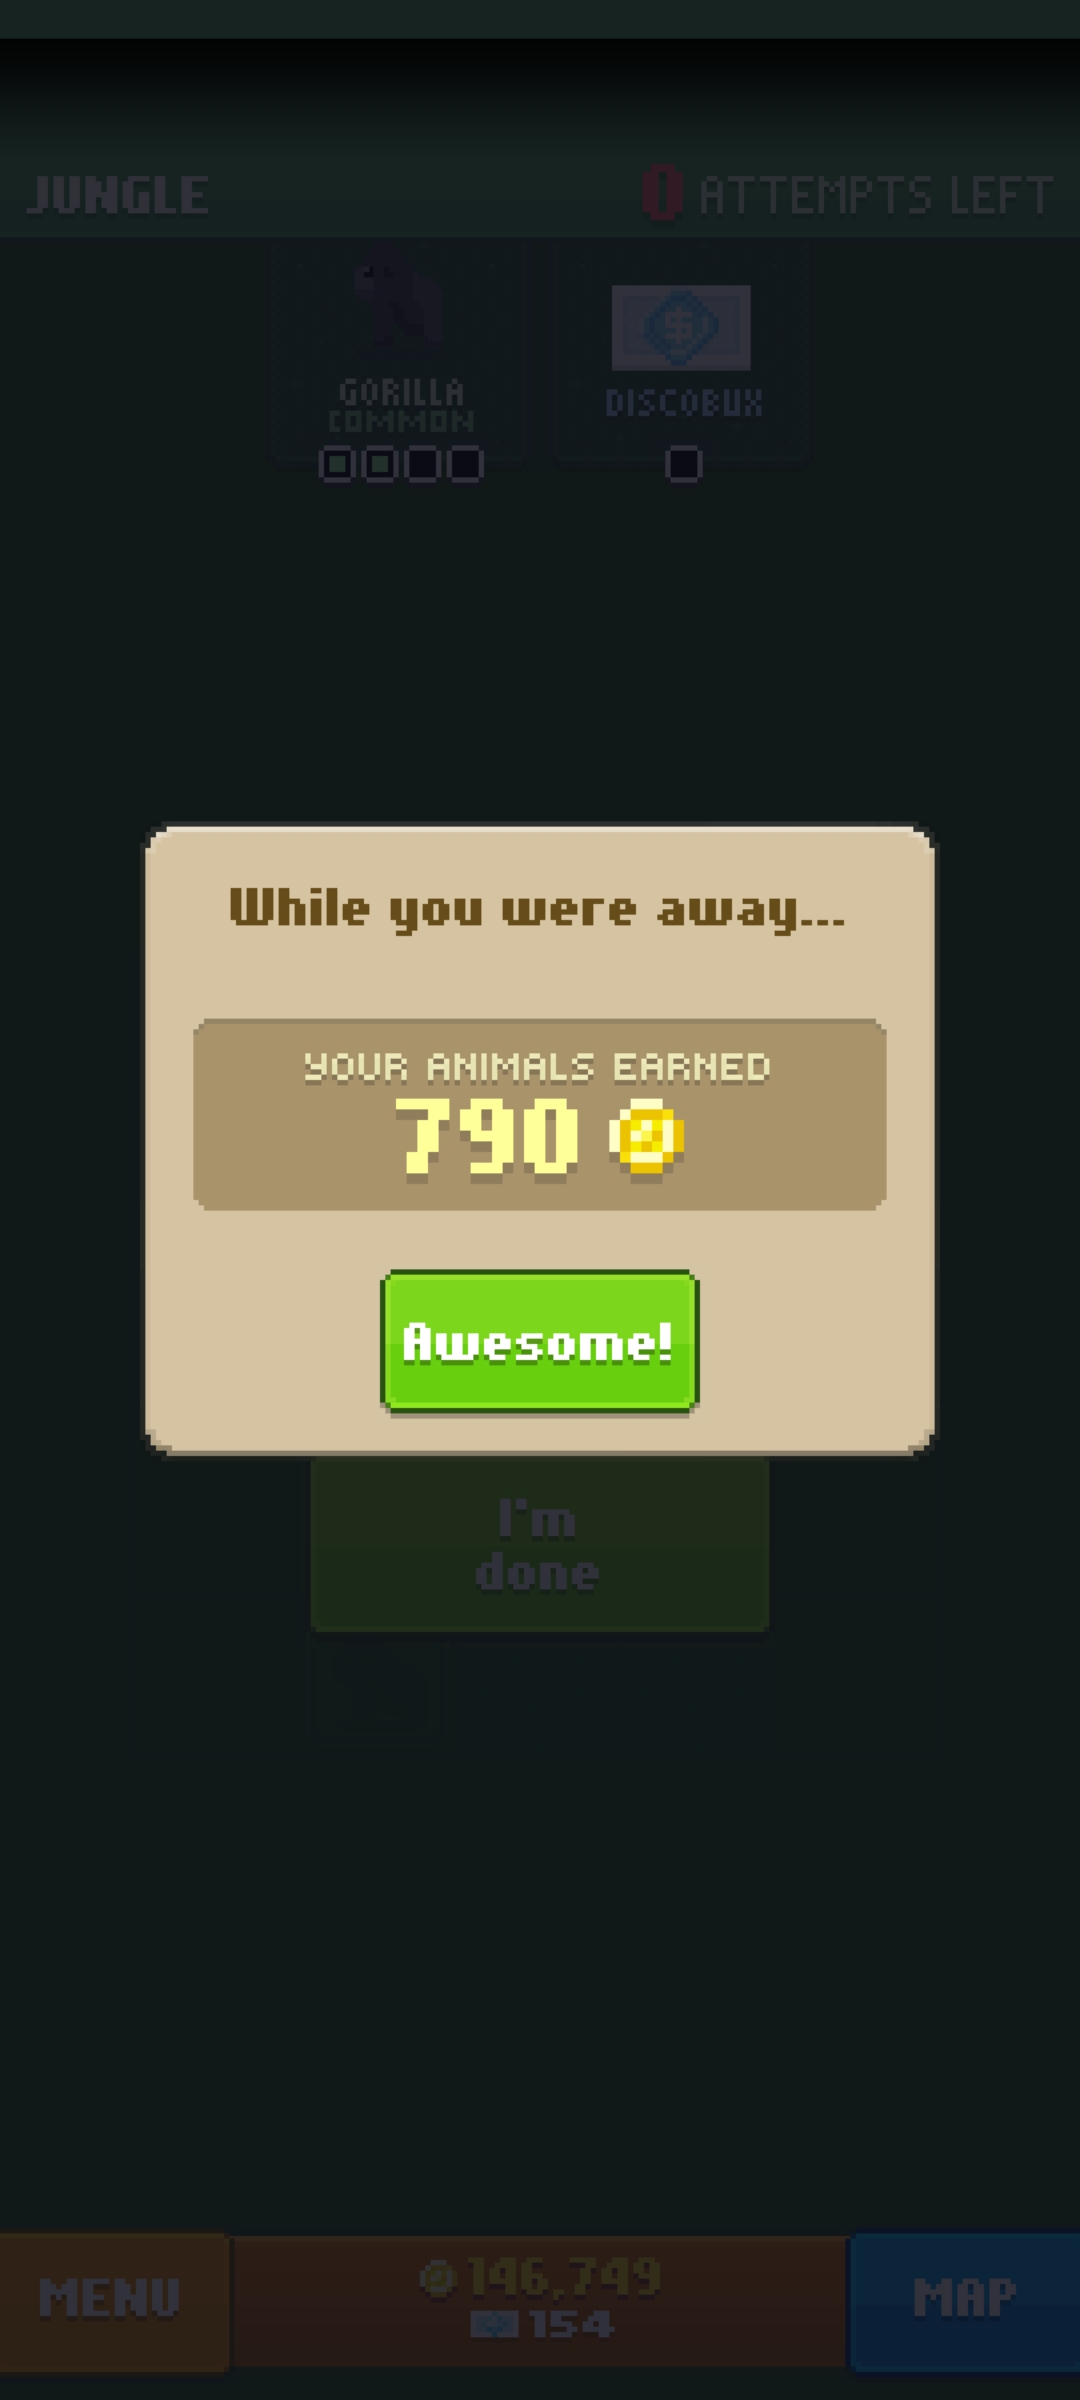 JUNGLE
0 ATTEMPTS LEFT
GORILLA
COMMON
DISCOBUX
While you were away...
YOUR ANIMALS EARNED
790
Awesome!
I'm
done
MENU
146,749
154
MAP